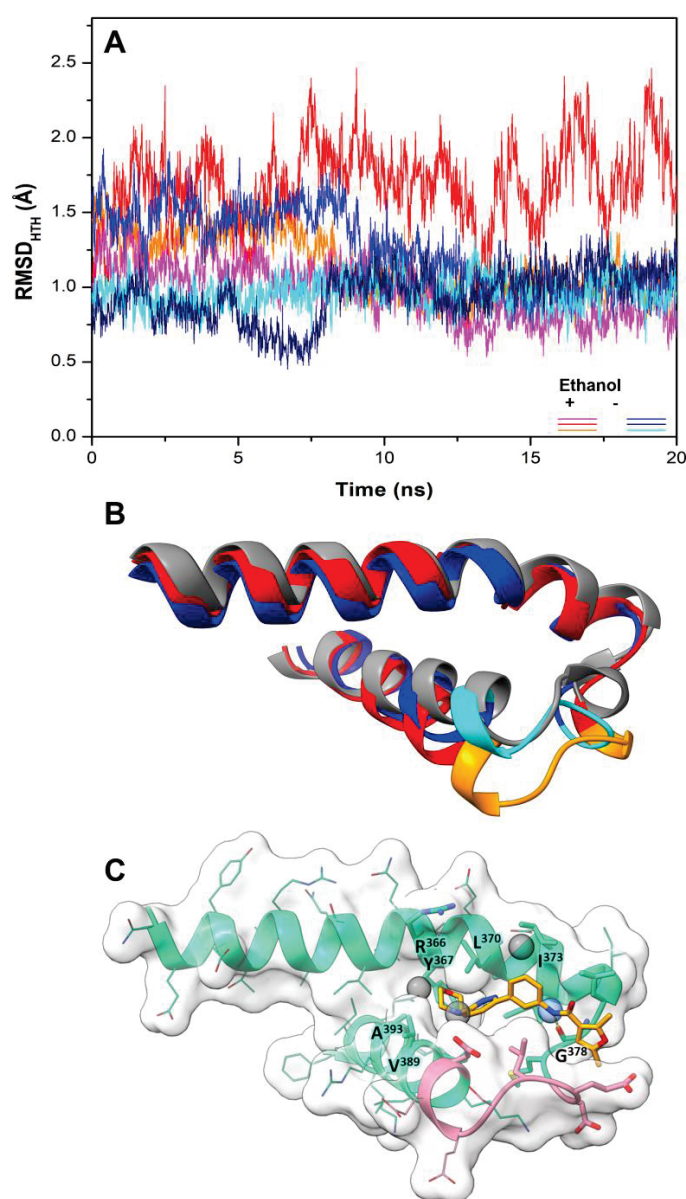 A
RMSD_HTH (Å)
2.5
2.0
1.5
1.0
0.5
0.0
Ethanol
+ -
0 5 10 15 20
Time (ns)
B
C
R366
Y367
L370
I373
A393
V389
G378